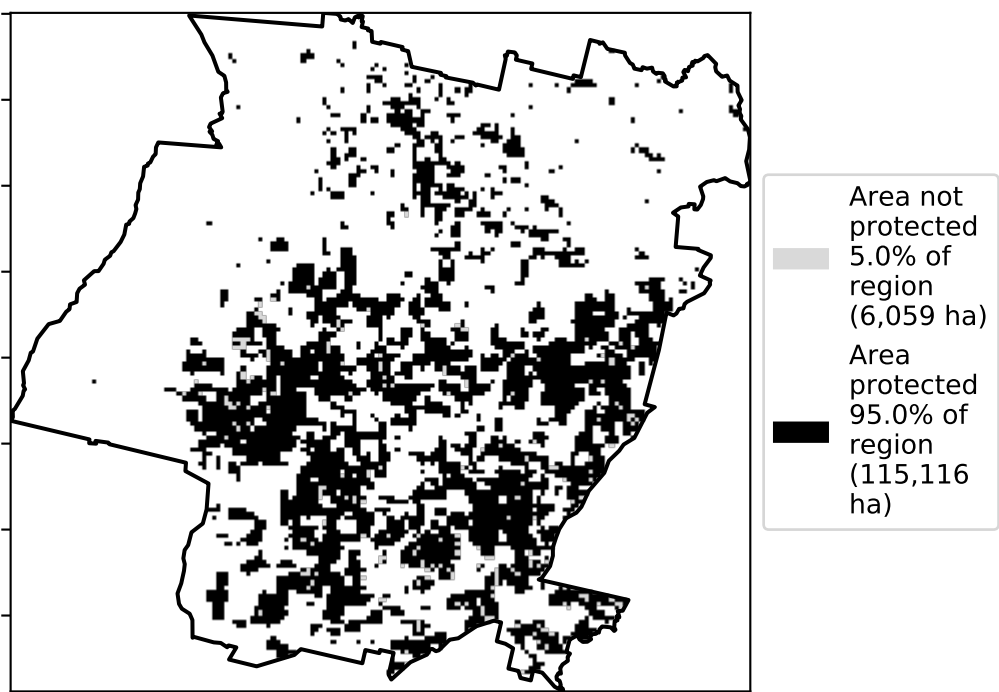 Area not
protected
5.0% of
region
(6,059 ha)
Area
protected
95.0% of
region
(115,116
ha)